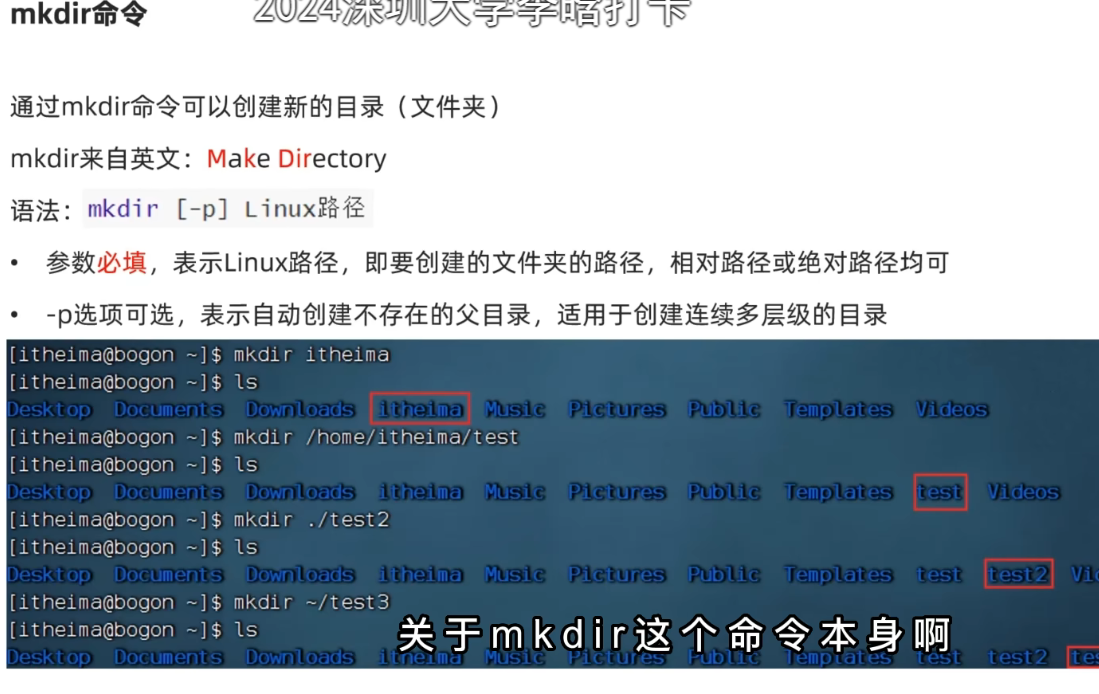 mkdir命令
2024深圳大学李晗打卡
通过mkdir命令可以创建新的目录（文件夹）
mkdir来自英文：Make Directory
语法：mkdir [-p] Linux路径
• 参数必填，表示Linux路径，即要创建的文件夹的路径，相对路径或绝对路径均可
• -p选项可选，表示自动创建不存在的父目录，适用于创建连续多层级的目录
[itheima@bogon ~]$ mkdir itheima
[itheima@bogon ~]$ ls
Desktop Documents Downloads itheima Music Pictures Public Templates Videos
[itheima@bogon ~]$ mkdir /home/itheima/test
[itheima@bogon ~]$ ls
Desktop Documents Downloads itheima Music Pictures Public Templates test Videos
[itheima@bogon ~]$ mkdir ./test2
[itheima@bogon ~]$ ls
Desktop Documents Downloads itheima Music Pictures Public Templates test test2 Vi
[itheima@bogon ~]$ mkdir ~/test3
[itheima@bogon ~]$ ls
Desktop Documents Downloads itheima Music Pictures Public Templates test test2 tes
关于mkdir这个命令本身啊